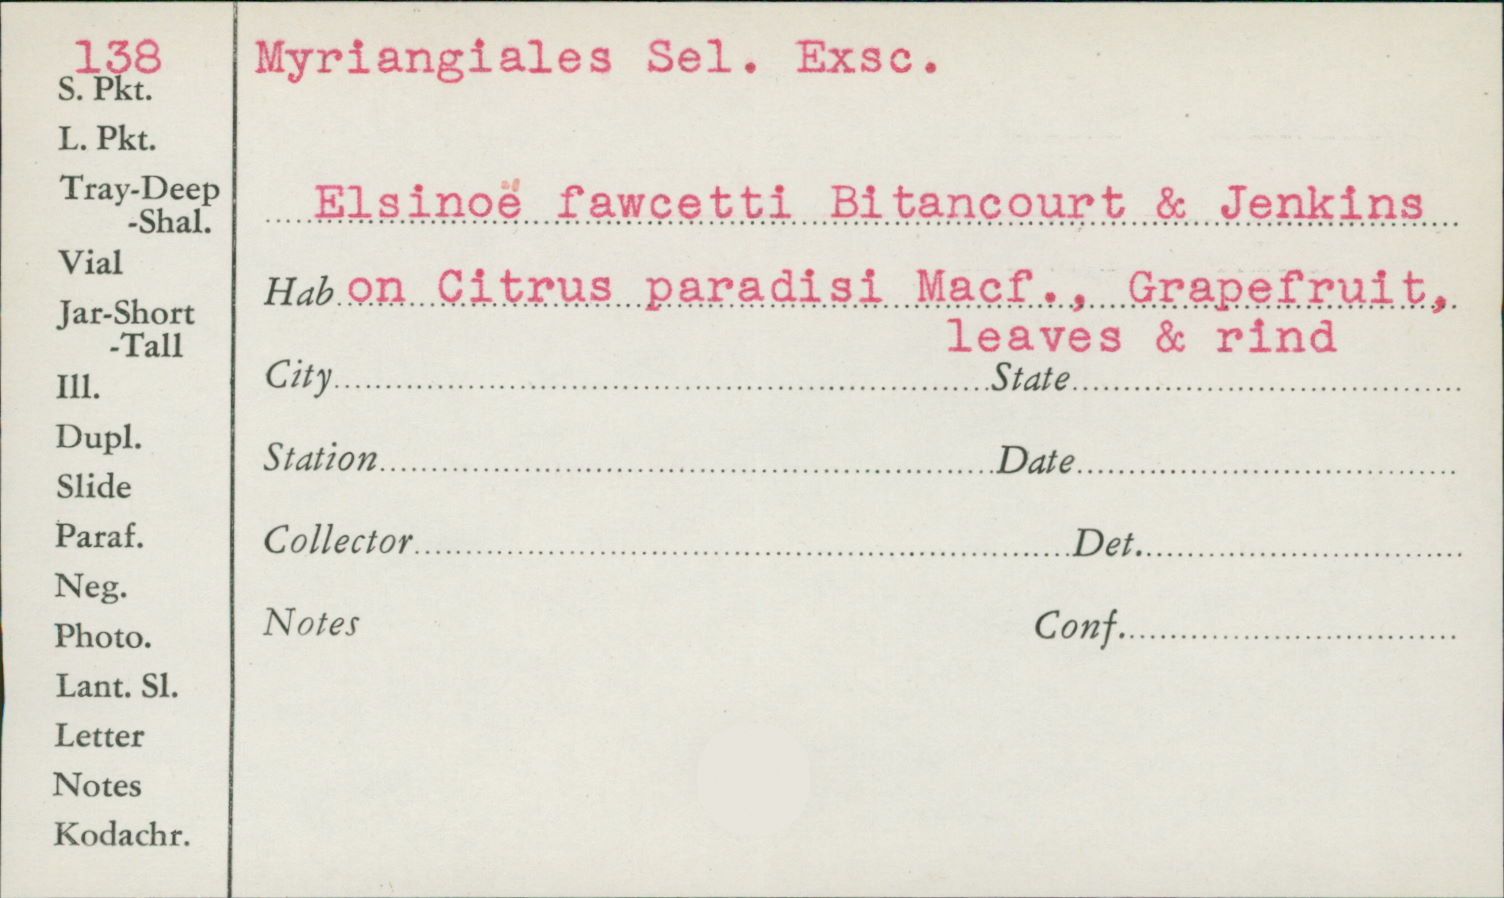 138 Myriangiales Sel. Exsc.
S. Pkt.
L. Pkt.
Tray-Deep
-Shal.
Vial
Jar-Short
-Tall
Ill.
Dupl.
Slide
Paraf.
Neg.
Photo.
Lant. Sl.
Letter
Notes
Kodachr.
Elsinoë fawcetti Bitancourt & Jenkins
Hab on Citrus paradisi Macf., Grapefruit,
leaves & rind
City State
Station Date
Collector Det.
Notes Conf.